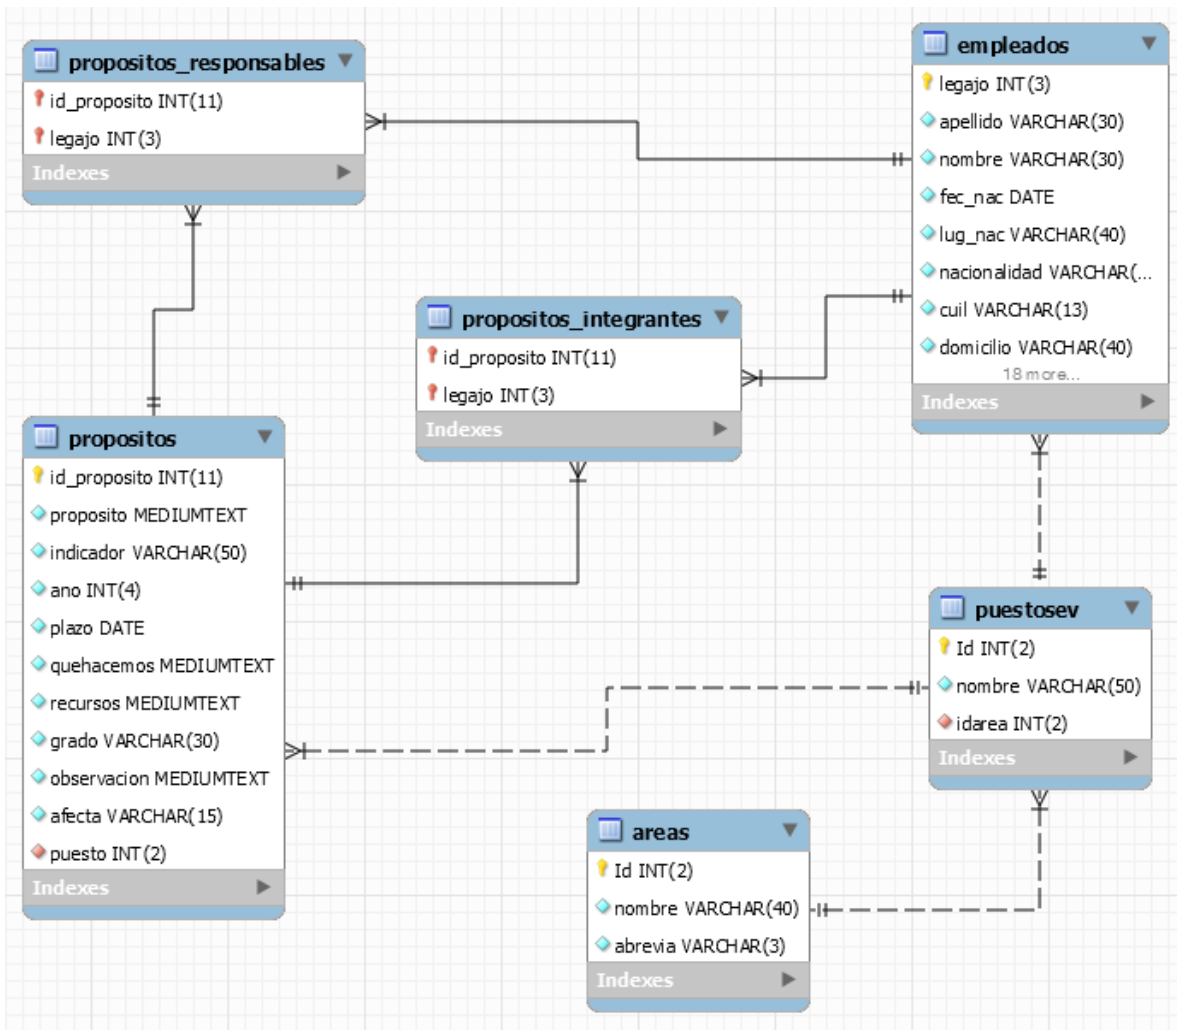 propositos_responsables
id_proposito INT(11)
legajo INT(3)
Indexes
empleados
legajo INT(3)
apellido VARCHAR(30)
nombre VARCHAR(30)
fec_nac DATE
lug_nac VARCHAR(40)
nacionalidad VARCHAR(...
cuil VARCHAR(13)
domicilio VARCHAR(40)
18 more...
Indexes
propositos_integrantes
id_proposito INT(11)
legajo INT(3)
Indexes
propositos
id_proposito INT(11)
proposito MEDIUMTEXT
indicador VARCHAR(50)
ano INT(4)
plazo DATE
quehacemos MEDIUMTEXT
recursos MEDIUMTEXT
grado VARCHAR(30)
observacion MEDIUMTEXT
afecta VARCHAR(15)
puesto INT(2)
Indexes
puestosev
Id INT(2)
nombre VARCHAR(50)
idarea INT(2)
Indexes
areas
Id INT(2)
nombre VARCHAR(40)
abrevia VARCHAR(3)
Indexes